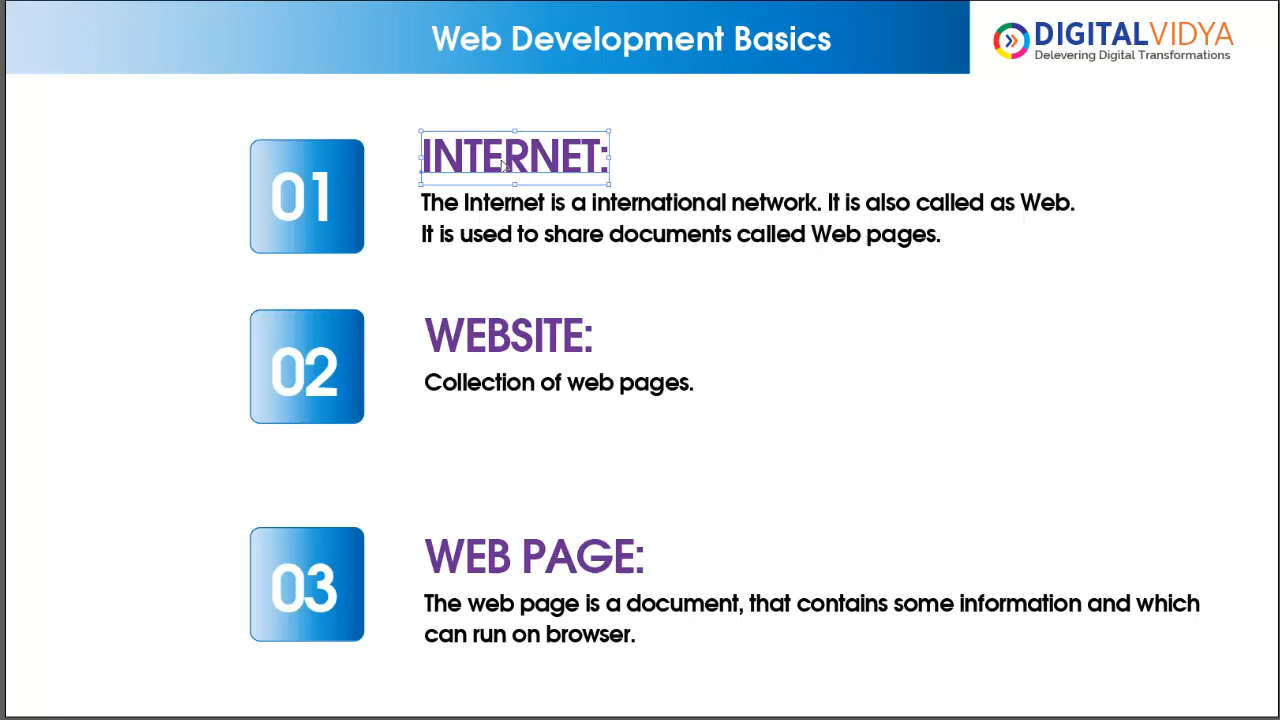 Web Development Basics
DIGITALVIDYA
Delevering Digital Transformations
01
INTERNET:
The Internet is a international network. It is also called as Web.
It is used to share documents called Web pages.
02
WEBSITE:
Collection of web pages.
03
WEB PAGE:
The web page is a document, that contains some information and which
can run on browser.